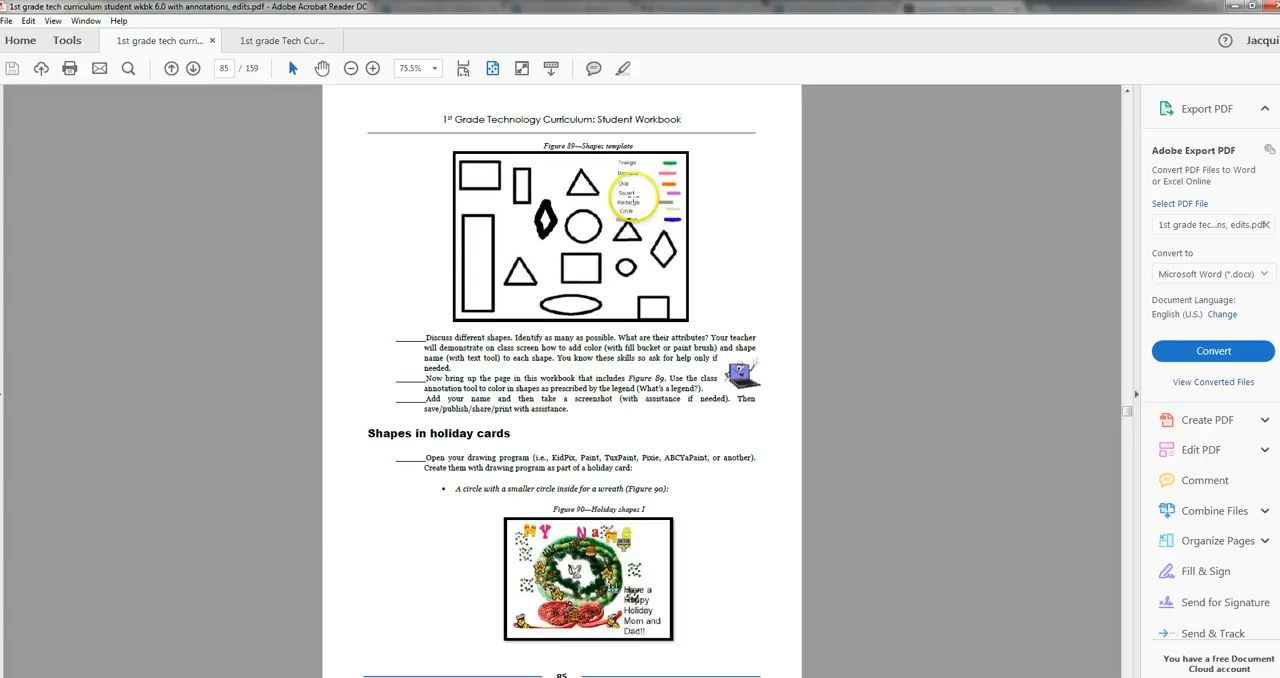 1st grade tech curriculum student wkbk 6.0 with annotations, edits.pdf - Adobe Acrobat Reader DC
File Edit View Window Help
Home Tools 1st grade tech curri... × 1st grade Tech Cur... Jacqui
85 / 159 75.5%
1st Grade Technology Curriculum: Student Workbook
Figure 89—Shapes template
Triangle
Oval
Square
Rectangle
Circle
______Discuss different shapes. Identify as many as possible. What are their attributes? Your teacher
will demonstrate on class screen how to add color (with fill bucket or paint brush) and shape
name (with text tool) to each shape. You know these skills so ask for help only if
needed.
______Now bring up the page in this workbook that includes Figure 89. Use the class
annotation tool to color in shapes as prescribed by the legend (What's a legend?).
______Add your name and then take a screenshot (with assistance if needed). Then
save/publish/share/print with assistance.
Shapes in holiday cards
______Open your drawing program (i.e., KidPix, Paint, TuxPaint, Pixie, ABCYaPaint, or another).
Create them with drawing program as part of a holiday card:
• A circle with a smaller circle inside for a wreath (Figure 90):
Figure 90—Holiday shapes I
MY NaMe
Have a
Happy
Holiday
Mom and
Dad!!
85
Export PDF
Adobe Export PDF
Convert PDF Files to Word
or Excel Online
Select PDF File
1st grade tec...ns, edits.pdf
Convert to
Microsoft Word (*.docx)
Document Language:
English (U.S.) Change
Convert
View Converted Files
Create PDF
Edit PDF
Comment
Combine Files
Organize Pages
Fill & Sign
Send for Signature
Send & Track
You have a free Document
Cloud account